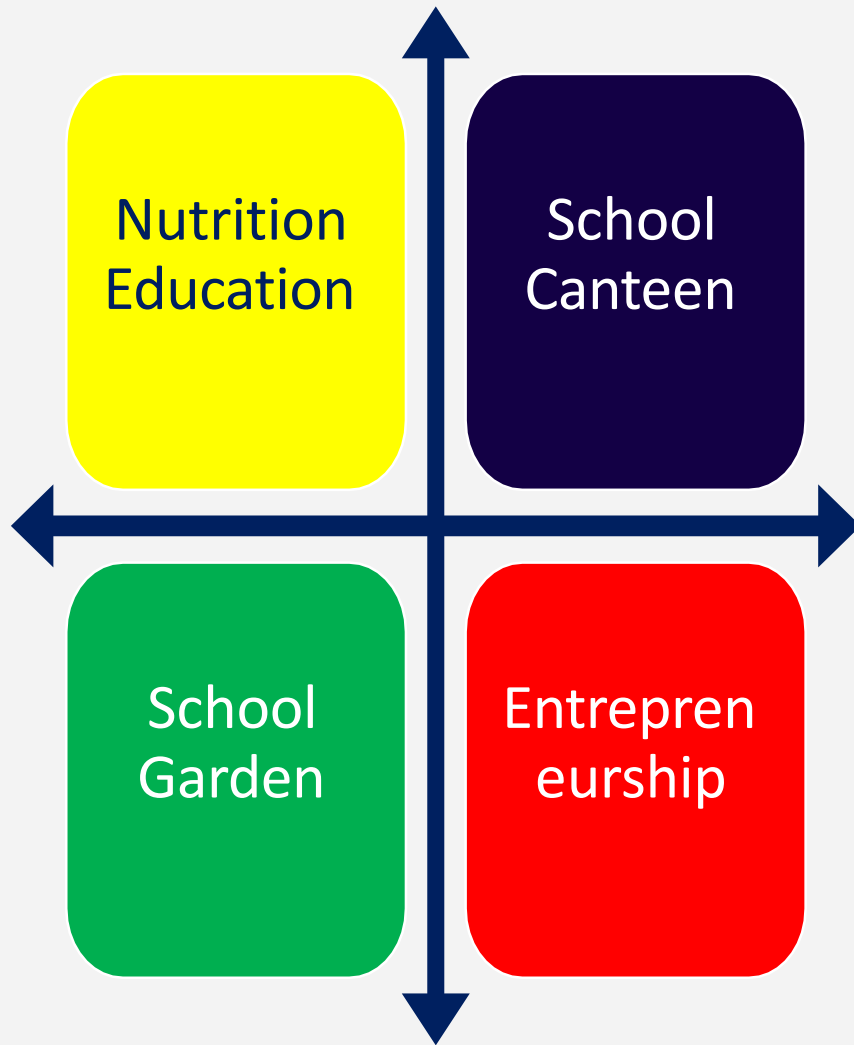 Nutrition
Education
School
Canteen
School
Garden
Entrepren
eurship